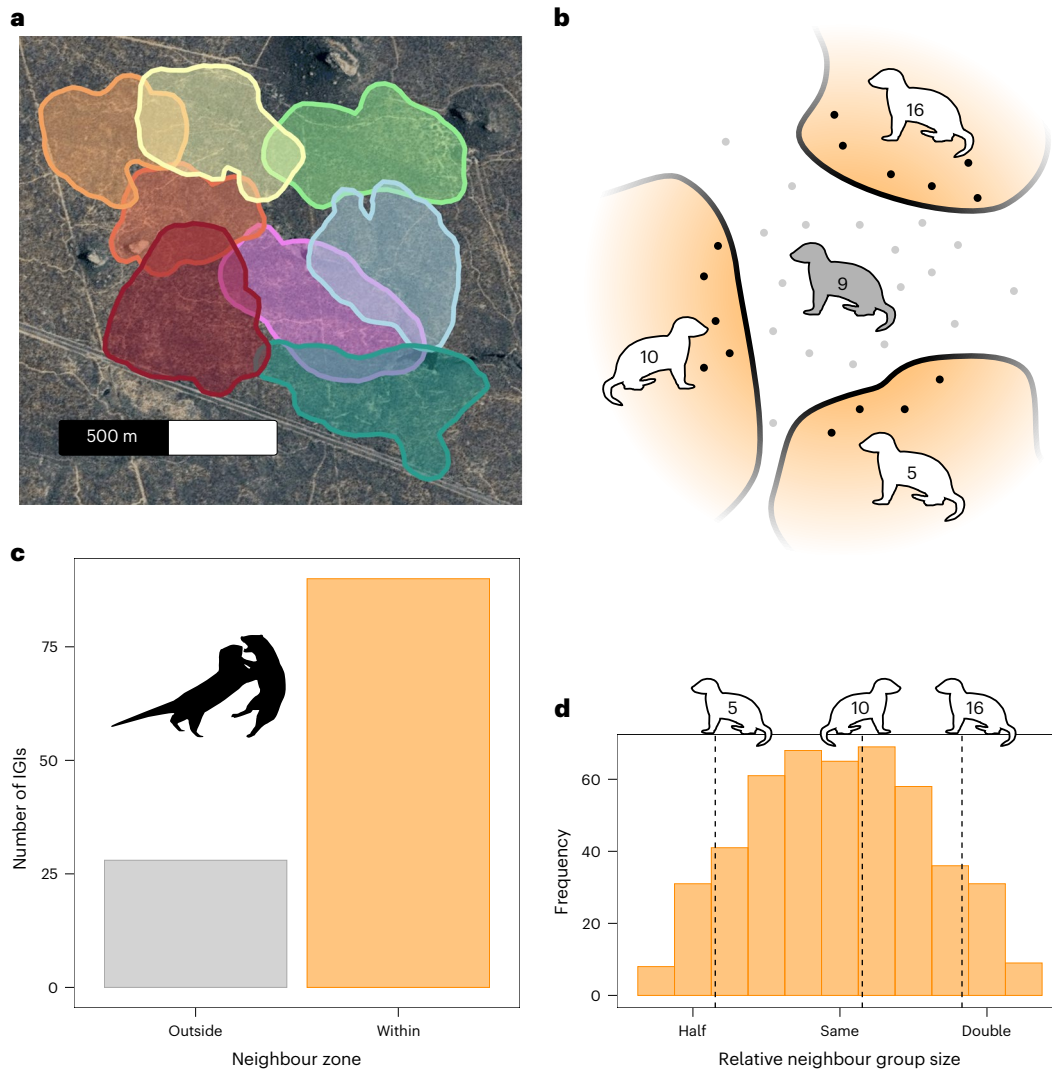 a
500 m
b
16
9
10
5
c
Number of IGIs
75
50
25
0
Outside
Within
Neighbour zone
d
5
10
16
Frequency
60
40
20
0
Half
Same
Double
Relative neighbour group size